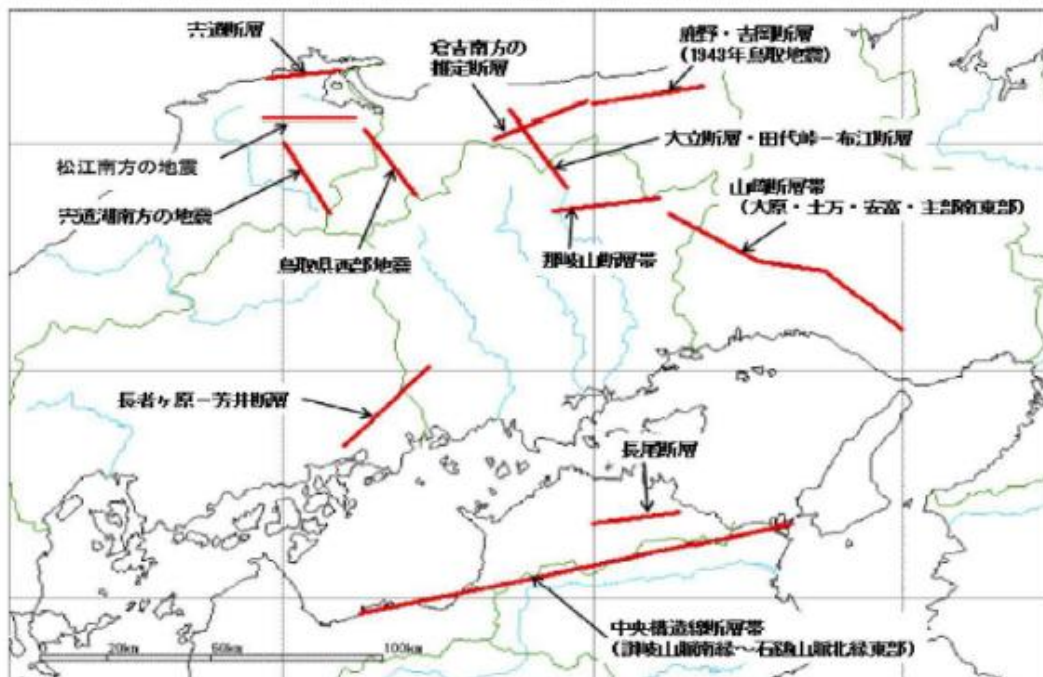 宍道断層
倉吉南方の
推定断層
鹿野・吉岡断層
(1943年鳥取地震)
大立断層・田代峠－布江断層
松江南方の地震
山崎断層帯
(大原・土万・安富・主部南東部)
宍道湖南方の地震
鳥取県西部地震
那岐山断層帯
長者ヶ原－芳井断層
長尾断層
中央構造線断層帯
(讃岐山脈南縁～石鎚山脈北縁東部)
0
20km
50km
100km